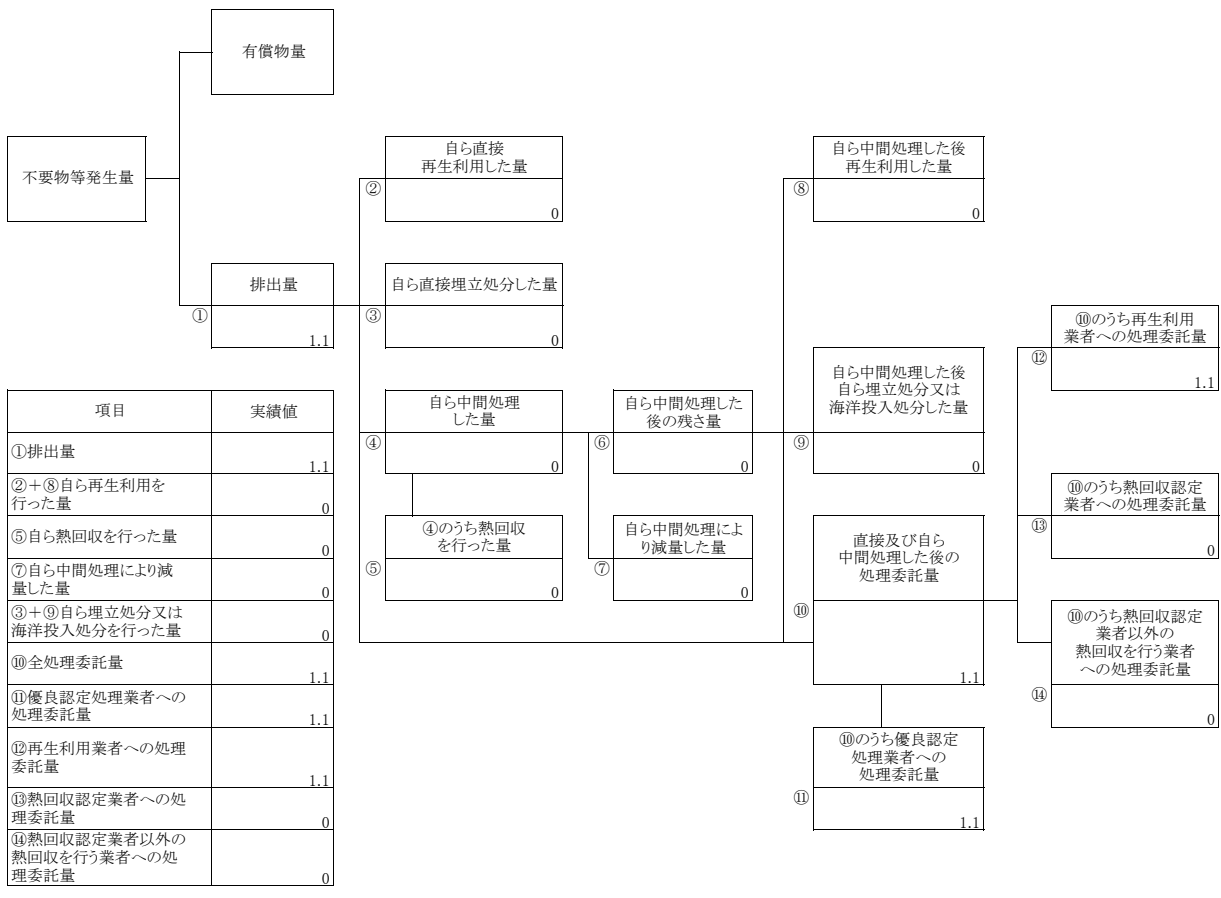 有償物量
不要物等発生量
排出量
①
1.1
自ら直接
再生利用した量
②
0
自ら直接埋立処分した量
③
0
自ら中間処理
した量
④
0
④のうち熱回収
を行った量
⑤
0
自ら中間処理した
後の残さ量
⑥
0
自ら中間処理によ
り減量した量
⑦
0
自ら中間処理した後
再生利用した量
⑧
0
自ら中間処理した後
自ら埋立処分又は
海洋投入処分した量
⑨
0
直接及び自ら
中間処理した後の
処理委託量
⑩
1.1
⑩のうち優良認定
処理業者への
処理委託量
⑪
1.1
⑩のうち再生利用
業者への処理委託量
⑫
1.1
⑩のうち熱回収認定
業者への処理委託量
⑬
0
⑩のうち熱回収認定
業者以外の
熱回収を行う業者
への処理委託量
⑭
0
項目 実績値
①排出量
1.1
②＋⑧自ら再生利用を
行った量
0
⑤自ら熱回収を行った量
0
⑦自ら中間処理により減
量した量
0
③＋⑨自ら埋立処分又は
海洋投入処分を行った量
0
⑩全処理委託量
1.1
⑪優良認定処理業者への
処理委託量
1.1
⑫再生利用業者への処理
委託量
1.1
⑬熱回収認定業者への処
理委託量
0
⑭熱回収認定業者以外の
熱回収を行う業者への処
理委託量
0